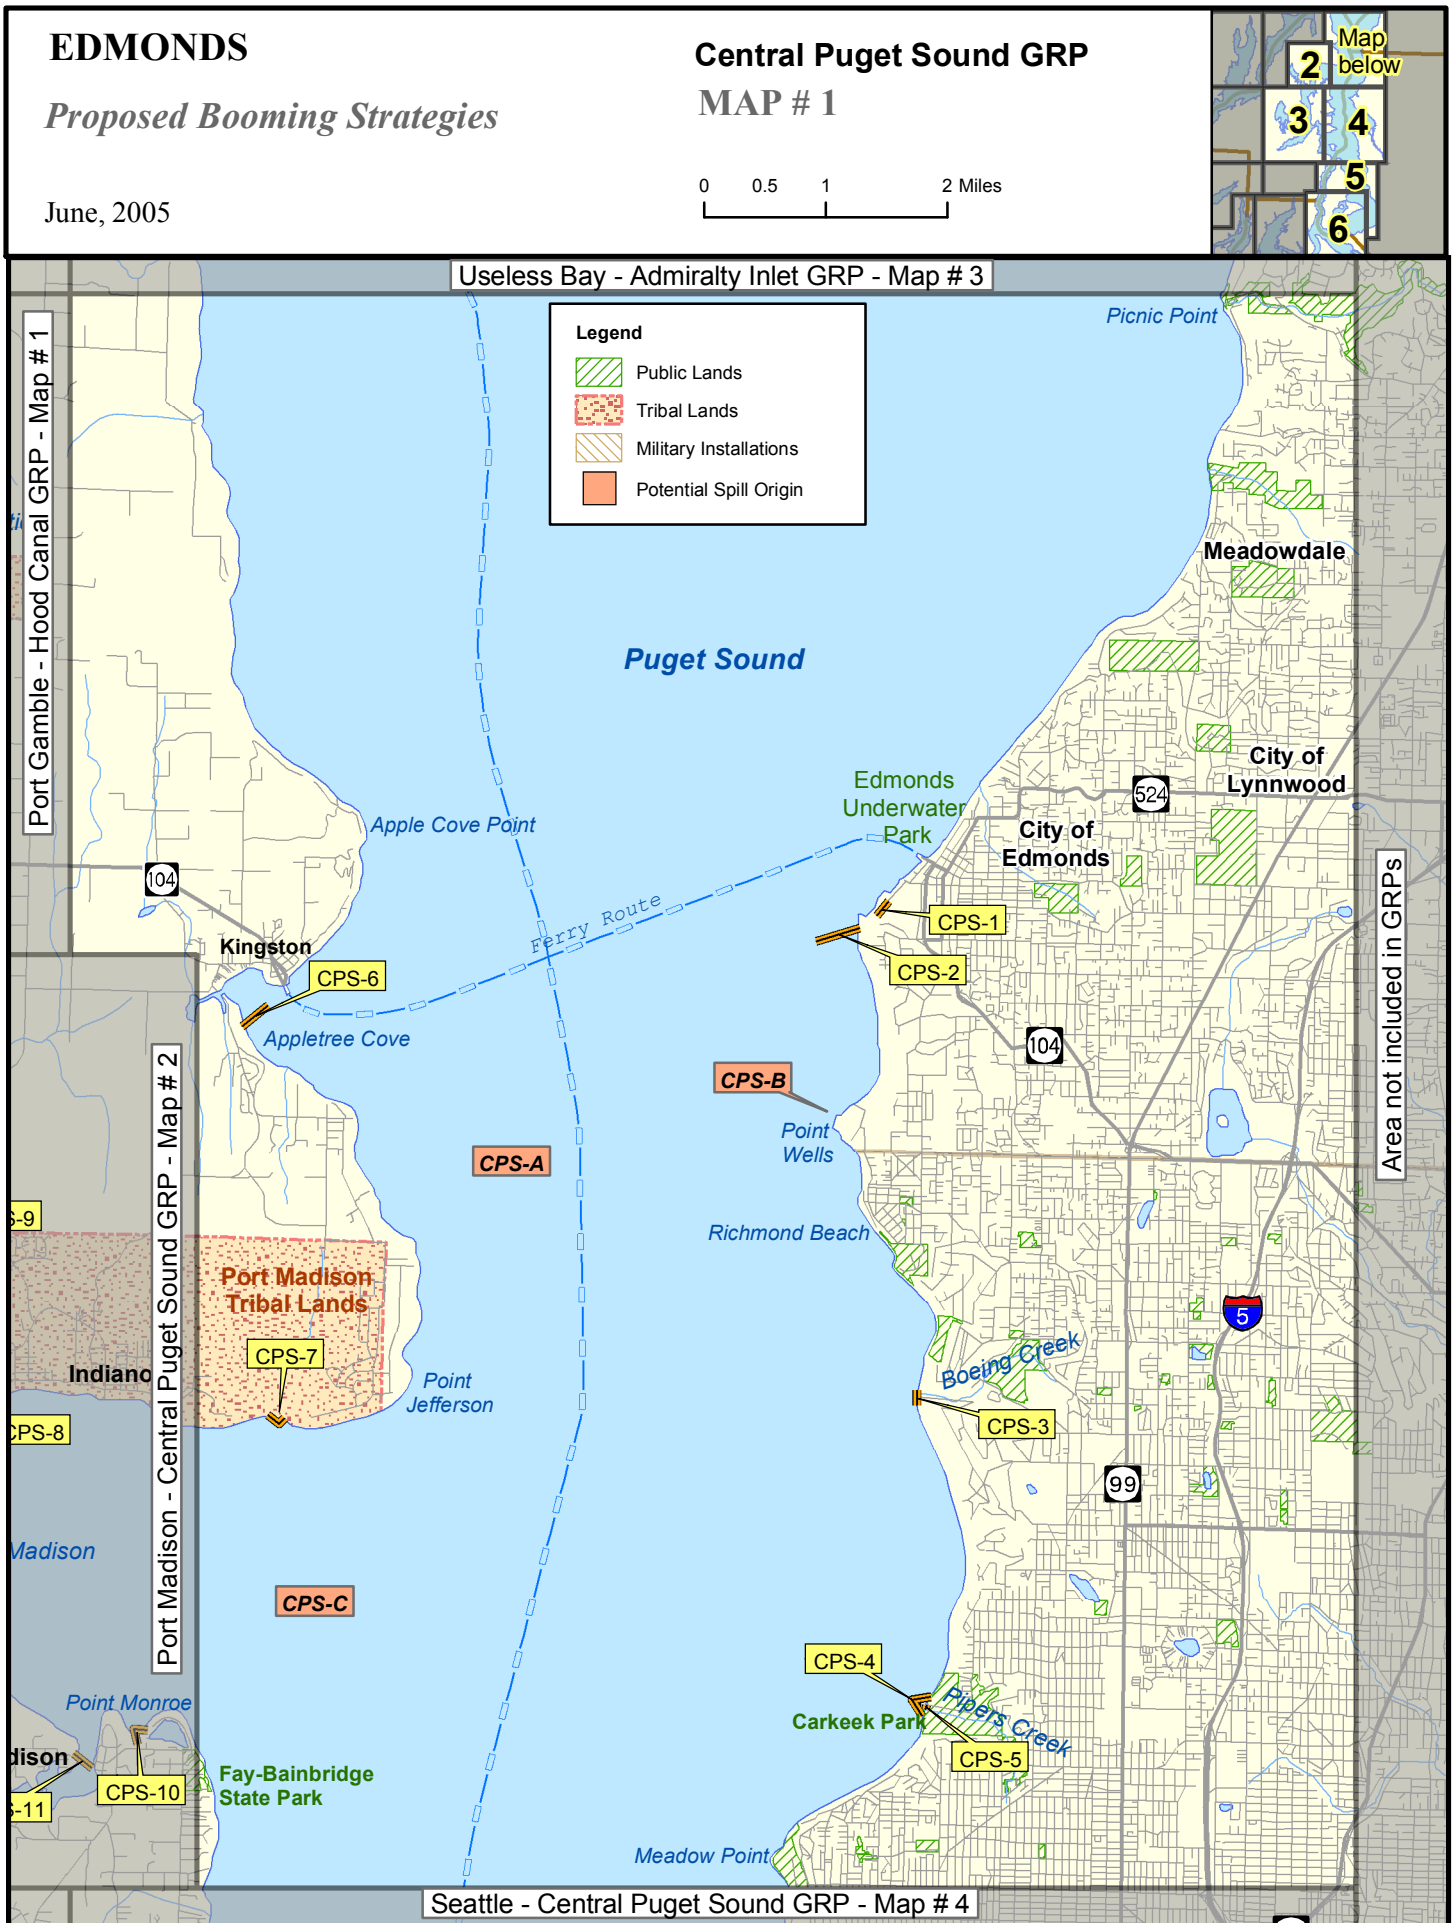 EDMONDS
Proposed Booming Strategies
June, 2005
Central Puget Sound GRP
MAP # 1
0 0.5 1 2 Miles
Map
below
2
3
4
5
6
Useless Bay - Admiralty Inlet GRP - Map # 3
Port Gamble - Hood Canal GRP - Map # 1
Legend
Public Lands
Tribal Lands
Military Installations
Potential Spill Origin
Picnic Point
Meadowdale
Puget Sound
City of
Lynnwood
Edmonds
Underwater
Park
524
City of
Edmonds
Apple Cove Point
104
Ferry Route
CPS-1
CPS-2
Kingston
CPS-6
Appletree Cove
104
Area not included in GRPs
CPS-B
Point
Wells
CPS-A
Port Madison - Central Puget Sound GRP - Map # 2
S-9
Richmond Beach
Port Madison
Tribal Lands
5
CPS-7
Indiano
Boeing Creek
Point
Jefferson
CPS-3
CPS-8
99
Madison
CPS-C
CPS-4
Pipers Creek
Carkeek Park
CPS-5
Point Monroe
dison
CPS-10
S-11
Fay-Bainbridge
State Park
Meadow Point
Seattle - Central Puget Sound GRP - Map # 4